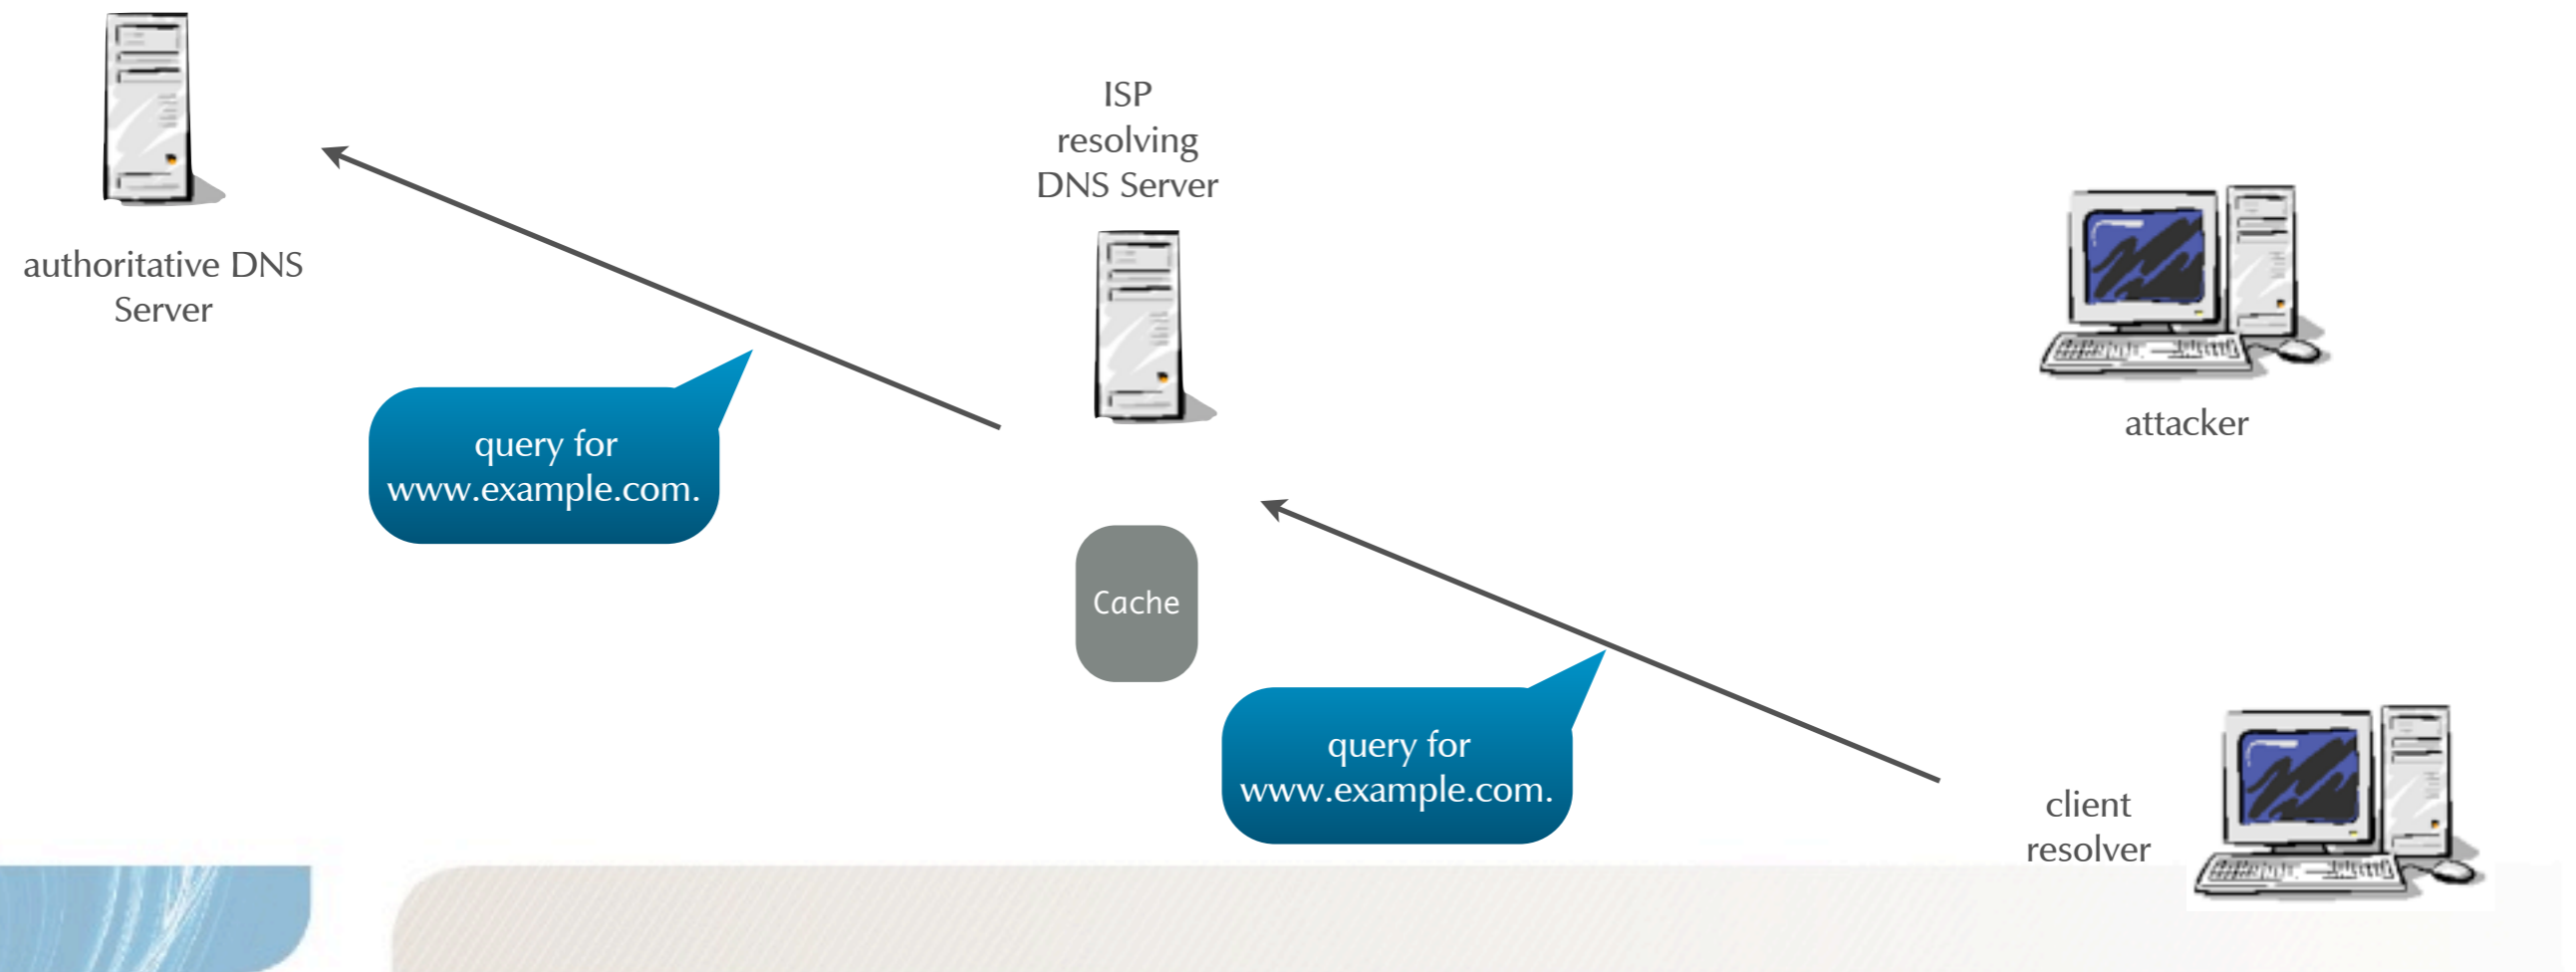 ISP
resolving
DNS Server
authoritative DNS
Server
attacker
query for
www.example.com.
Cache
query for
www.example.com.
client
resolver